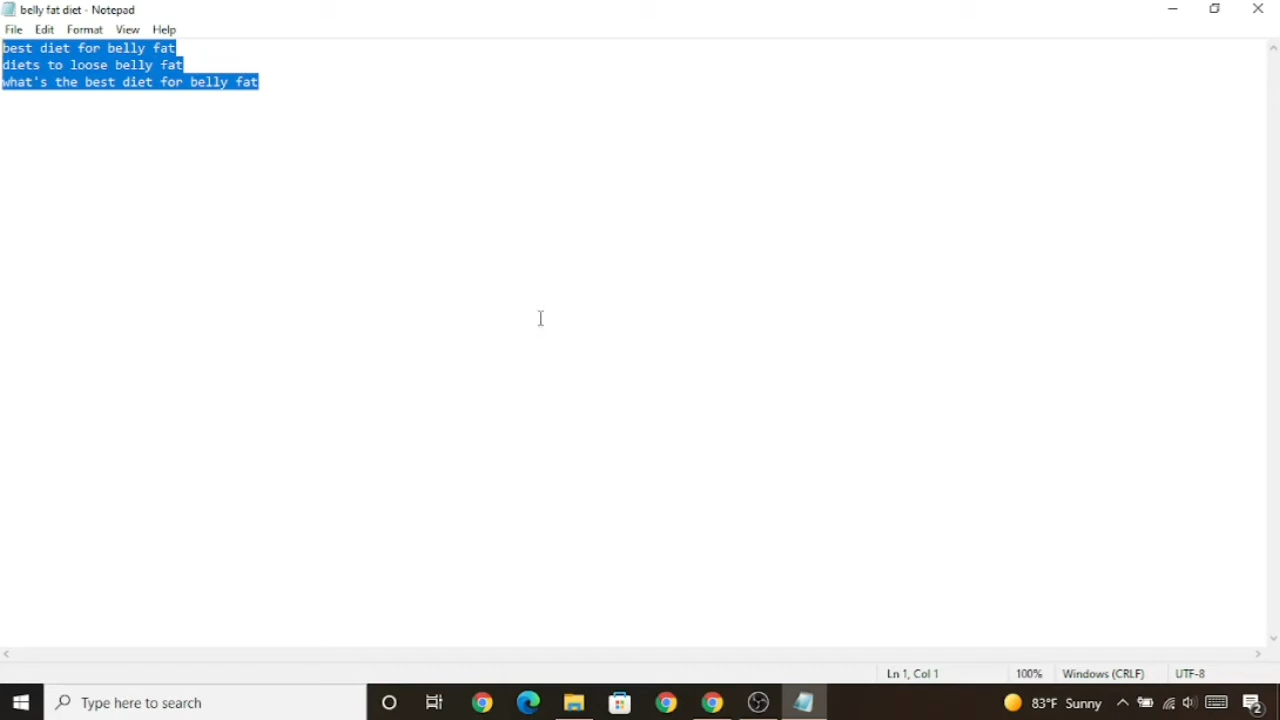 belly fat diet - Notepad
File Edit Format View Help
best diet for belly fat
diets to loose belly fat
what's the best diet for belly fat
Ln 1, Col 1 100% Windows (CRLF) UTF-8
Type here to search 83°F Sunny 2